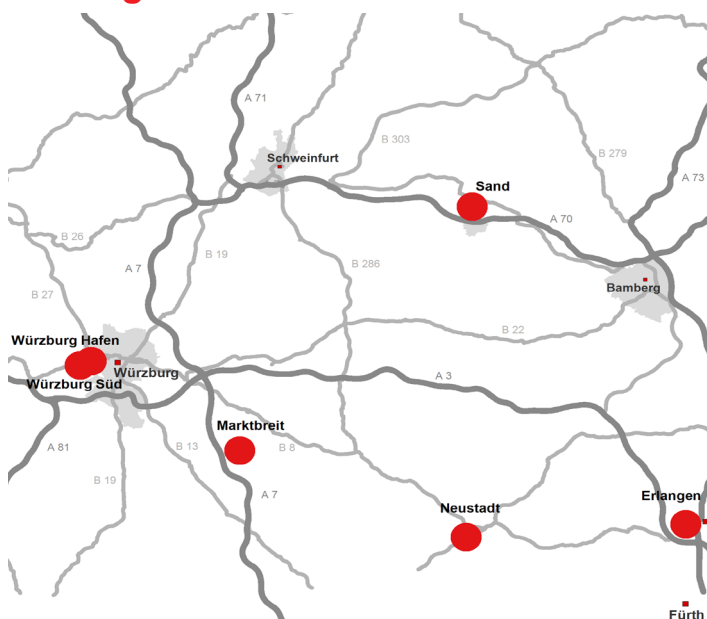 A 71
B 303
Schweinfurt
B 279
A 73
Sand
A 70
B 26
A 7
B 19
B 286
B 27
Bamberg
B 22
Würzburg Hafen
Würzburg
Würzburg Süd
A 3
Marktbreit
A 81
B 13
B 8
B 19
A 7
Neustadt
Erlangen
Fürth